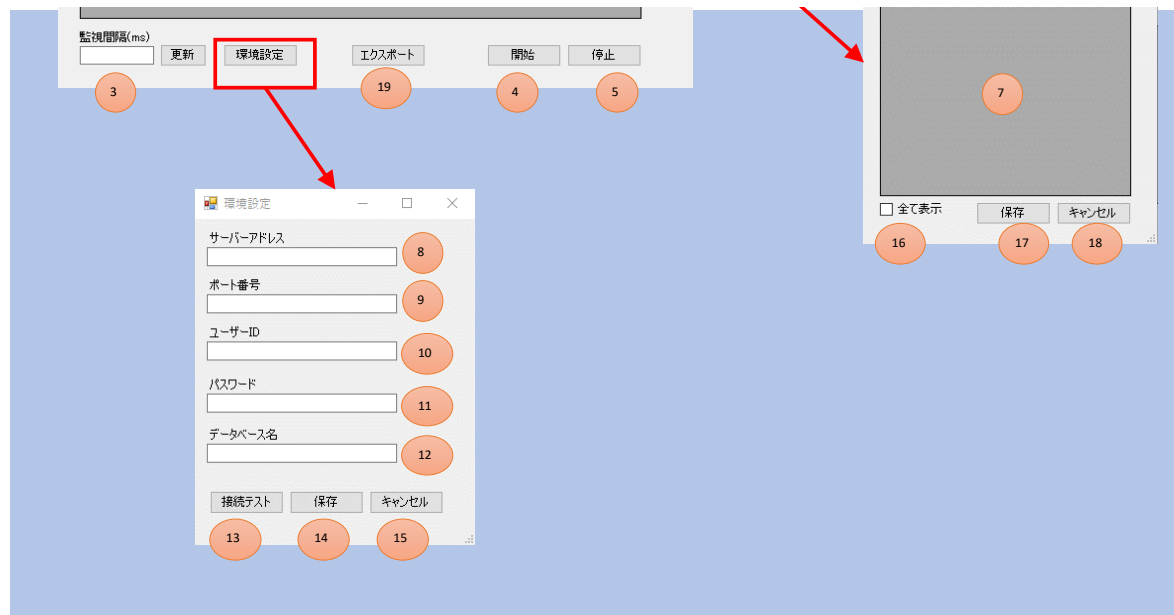 監視間隔(ms)
更新 環境設定 エクスポート 開始 停止
3 19 4 5
7
全て表示 保存 キャンセル
16 17 18
環境設定
サーバーアドレス
8
ポート番号
9
ユーザーID
10
パスワード
11
データベース名
12
接続テスト 保存 キャンセル
13 14 15